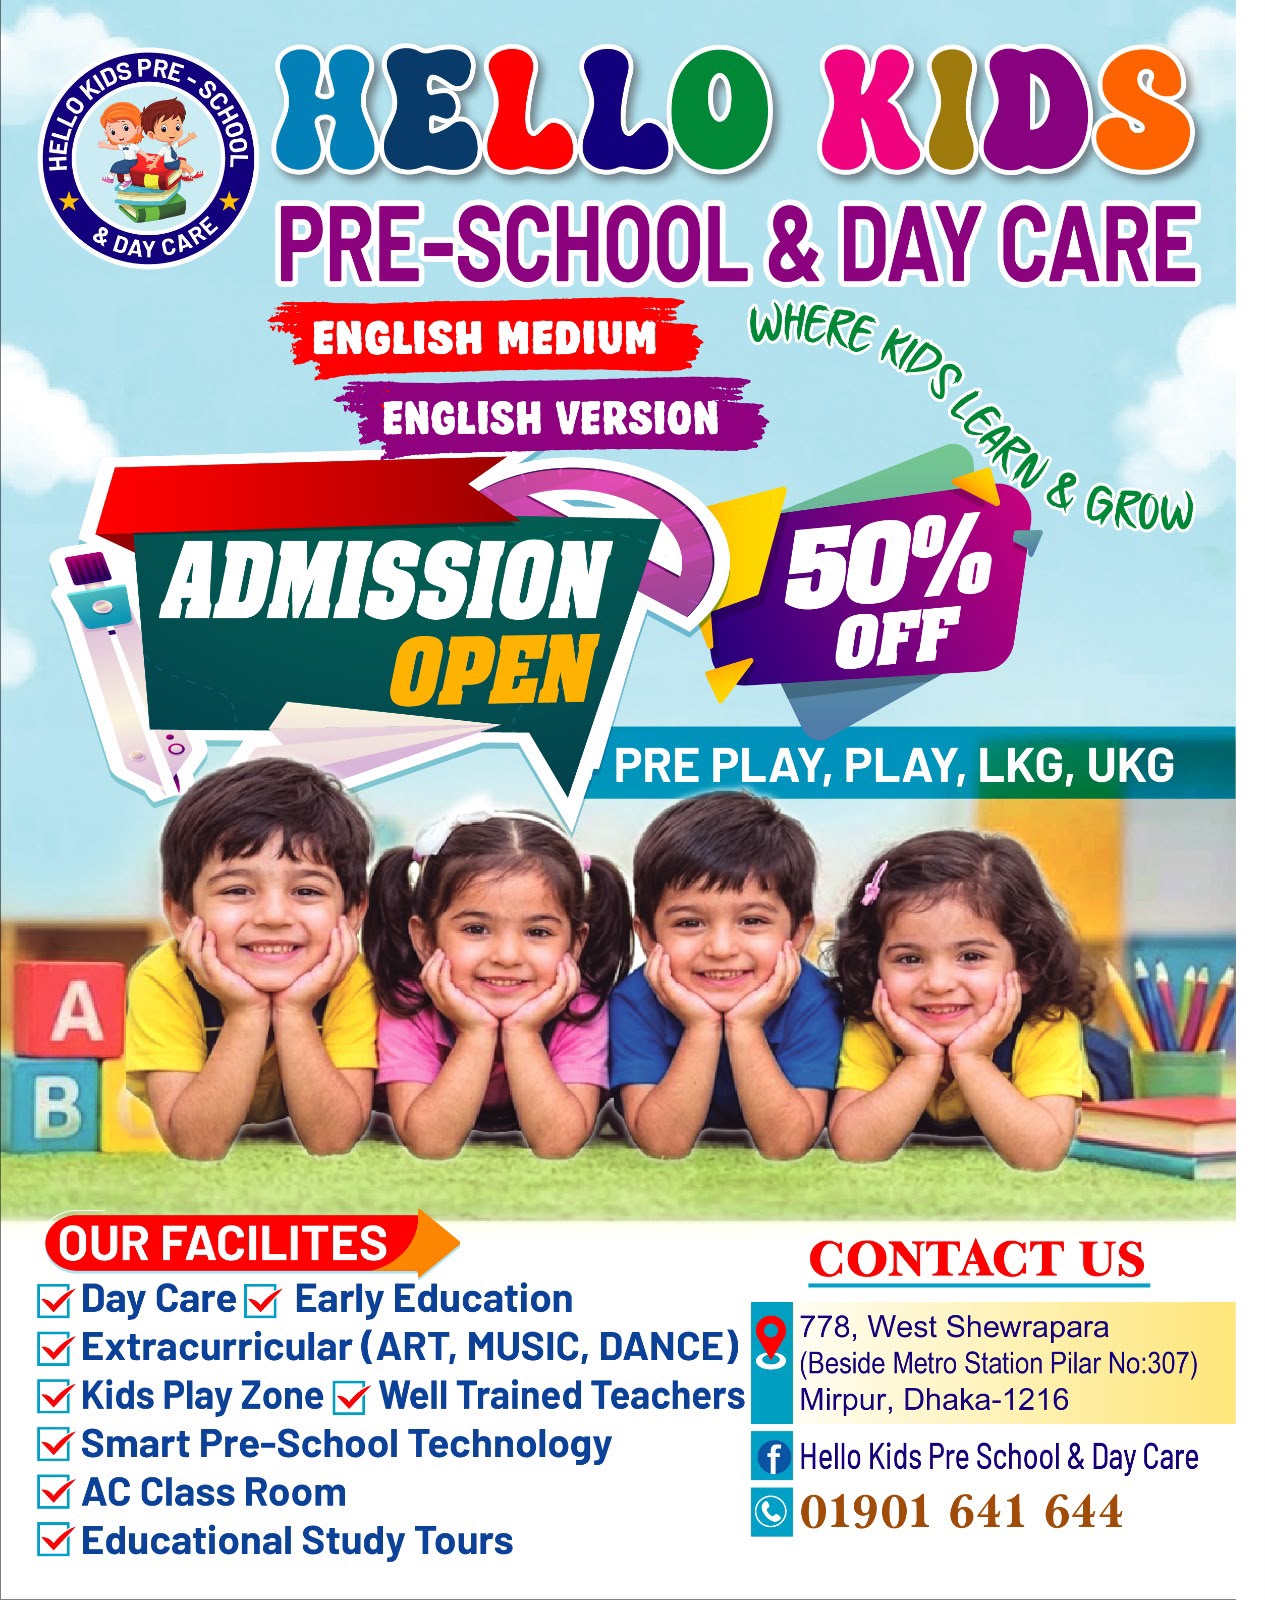 HELLO KIDS PRE - SCHOOL
& DAY CARE
HELLO KIDS
PRE-SCHOOL & DAY CARE
ENGLISH MEDIUM
ENGLISH VERSION
WHERE KIDS LEARN & GROW
ADMISSION
OPEN
50%
OFF
PRE PLAY, PLAY, LKG, UKG
A
B
OUR FACILITES
Day Care Early Education
Extracurricular (ART, MUSIC, DANCE)
Kids Play Zone Well Trained Teachers
Smart Pre-School Technology
AC Class Room
Educational Study Tours
CONTACT US
778, West Shewrapara
(Beside Metro Station Pilar No:307)
Mirpur, Dhaka-1216
Hello Kids Pre School & Day Care
01901 641 644